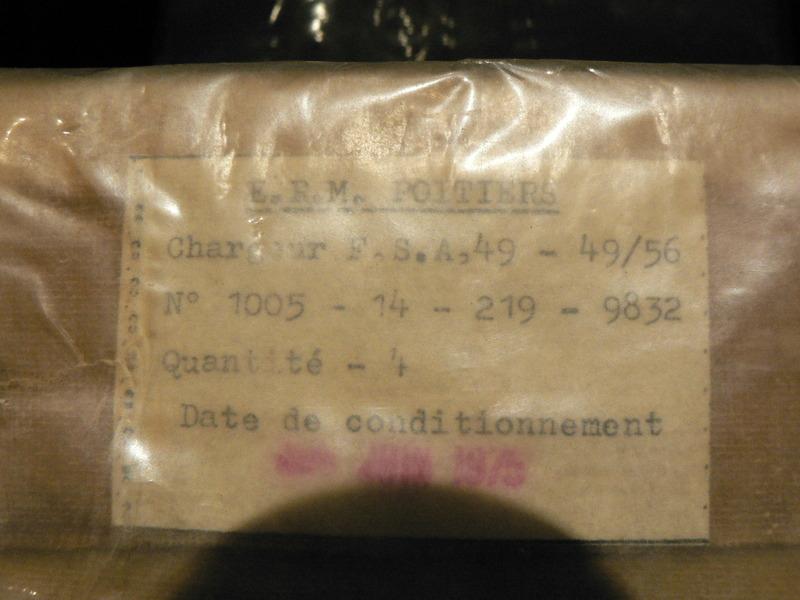 E.R.M. POITIERS
Chargeur F.S.A,49 - 49/56
N° 1005 - 14 - 219 - 9832
Quantité - 4
Date de conditionnement
JUIN